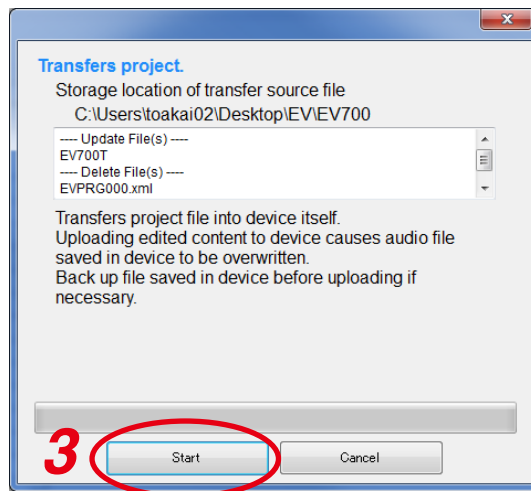 Transfers project.
Storage location of transfer source file
C:\Users\toakai02\Desktop\EV\EV700
---- Update File(s) ----
EV700T
---- Delete File(s) ----
EVPRG000.xml
Transfers project file into device itself.
Uploading edited content to device causes audio file
saved in device to be overwritten.
Back up file saved in device before uploading if
necessary.
3
Start
Cancel